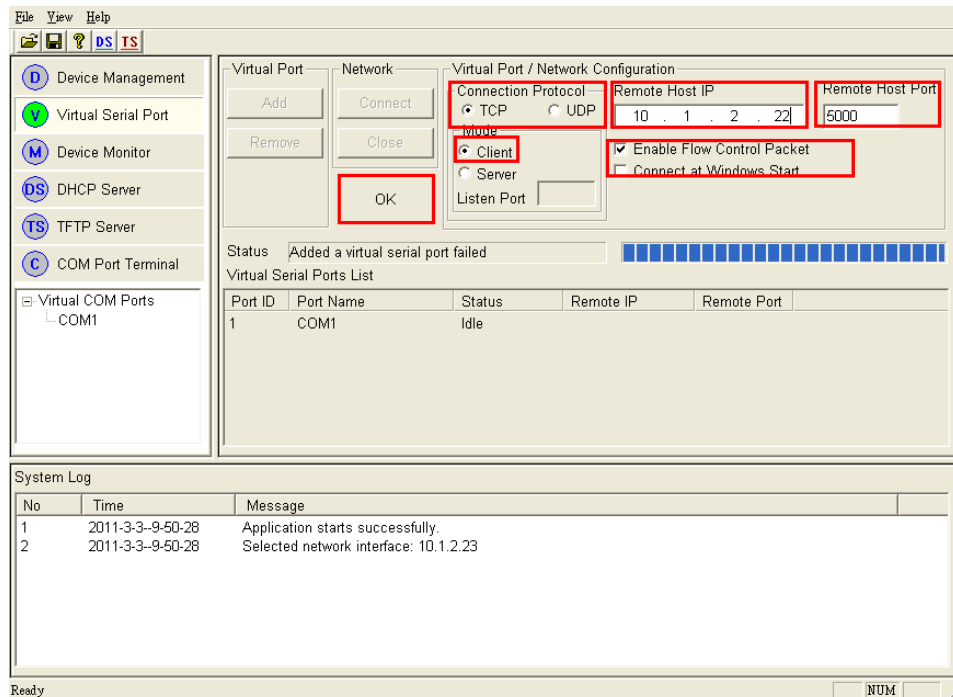 File View Help
? DS TS
D Device Management
V Virtual Serial Port
M Device Monitor
DS DHCP Server
TS TFTP Server
C COM Port Terminal
Virtual COM Ports
COM1
Virtual Port
Add
Remove
Network
Connect
Close
OK
Virtual Port / Network Configuration
Connection Protocol
TCP UDP
Mode
Client
Server
Listen Port
Remote Host IP
10 . 1 . 2 . 22
Remote Host Port
5000
Enable Flow Control Packet
Connect at Windows Start
Status Added a virtual serial port failed
Virtual Serial Ports List
Port ID Port Name Status Remote IP Remote Port
1 COM1 Idle
System Log
No Time Message
1 2011-3-3--9-50-28 Application starts successfully.
2 2011-3-3--9-50-28 Selected network interface: 10.1.2.23
Ready NUM